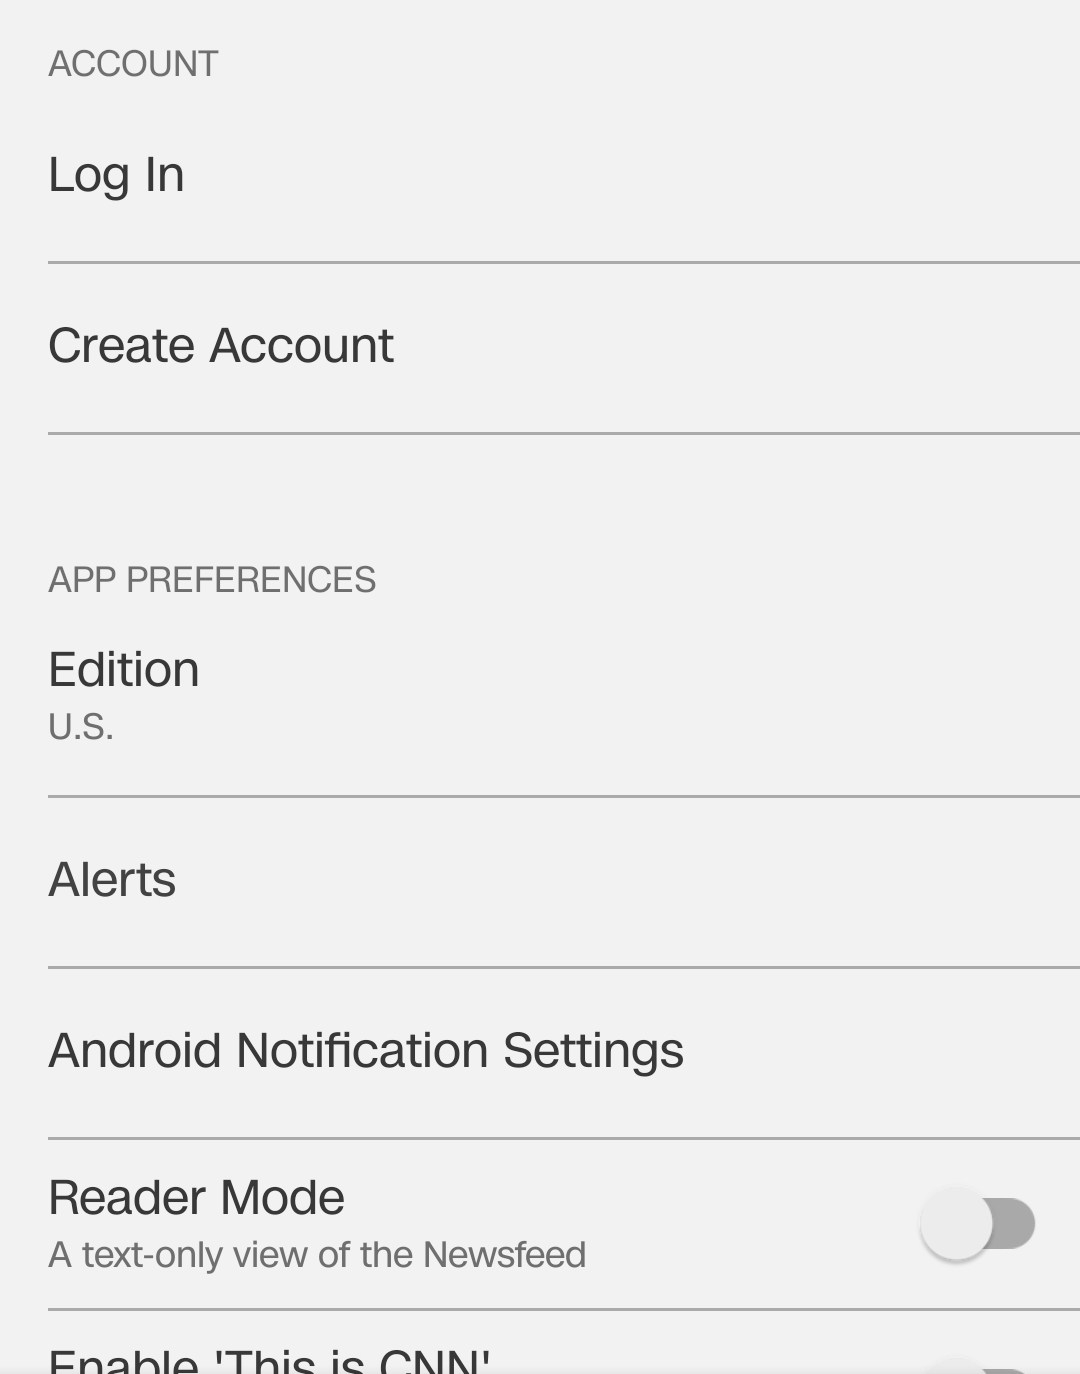 ACCOUNT
Log In
Create Account
APP PREFERENCES
Edition
U.S.
Alerts
Android Notification Settings
Reader Mode
A text-only view of the Newsfeed
Enable 'This is CNN'